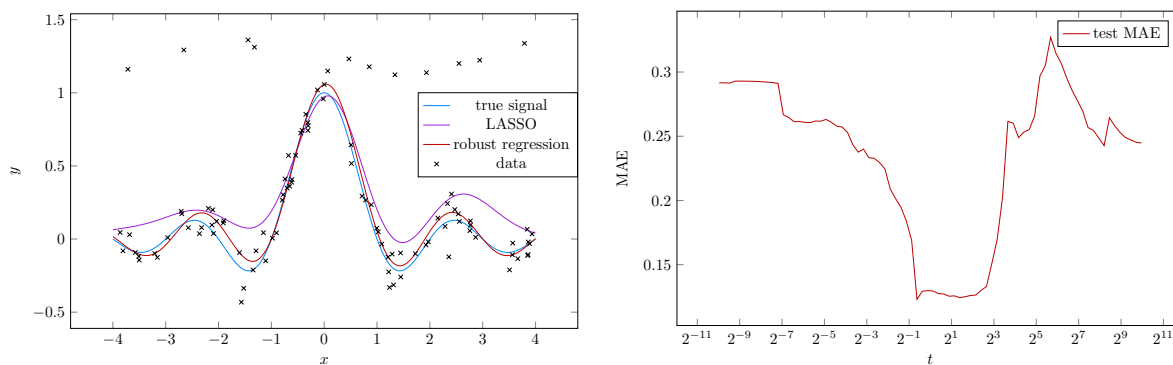 1.5
1
0.5
0
−0.5
y
−4 −3 −2 −1 0 1 2 3 4
x
true signal
LASSO
robust regression
data
0.3
0.25
0.2
0.15
MAE
2^−11 2^−9 2^−7 2^−5 2^−3 2^−1 2^1 2^3 2^5 2^7 2^9 2^11
t
test MAE